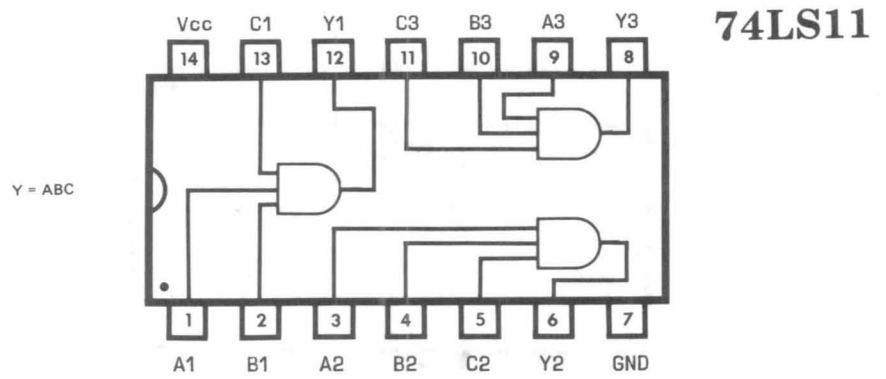 74LS11
Vcc C1 Y1 C3 B3 A3 Y3
14 13 12 11 10 9 8
Y = ABC
1 2 3 4 5 6 7
A1 B1 A2 B2 C2 Y2 GND